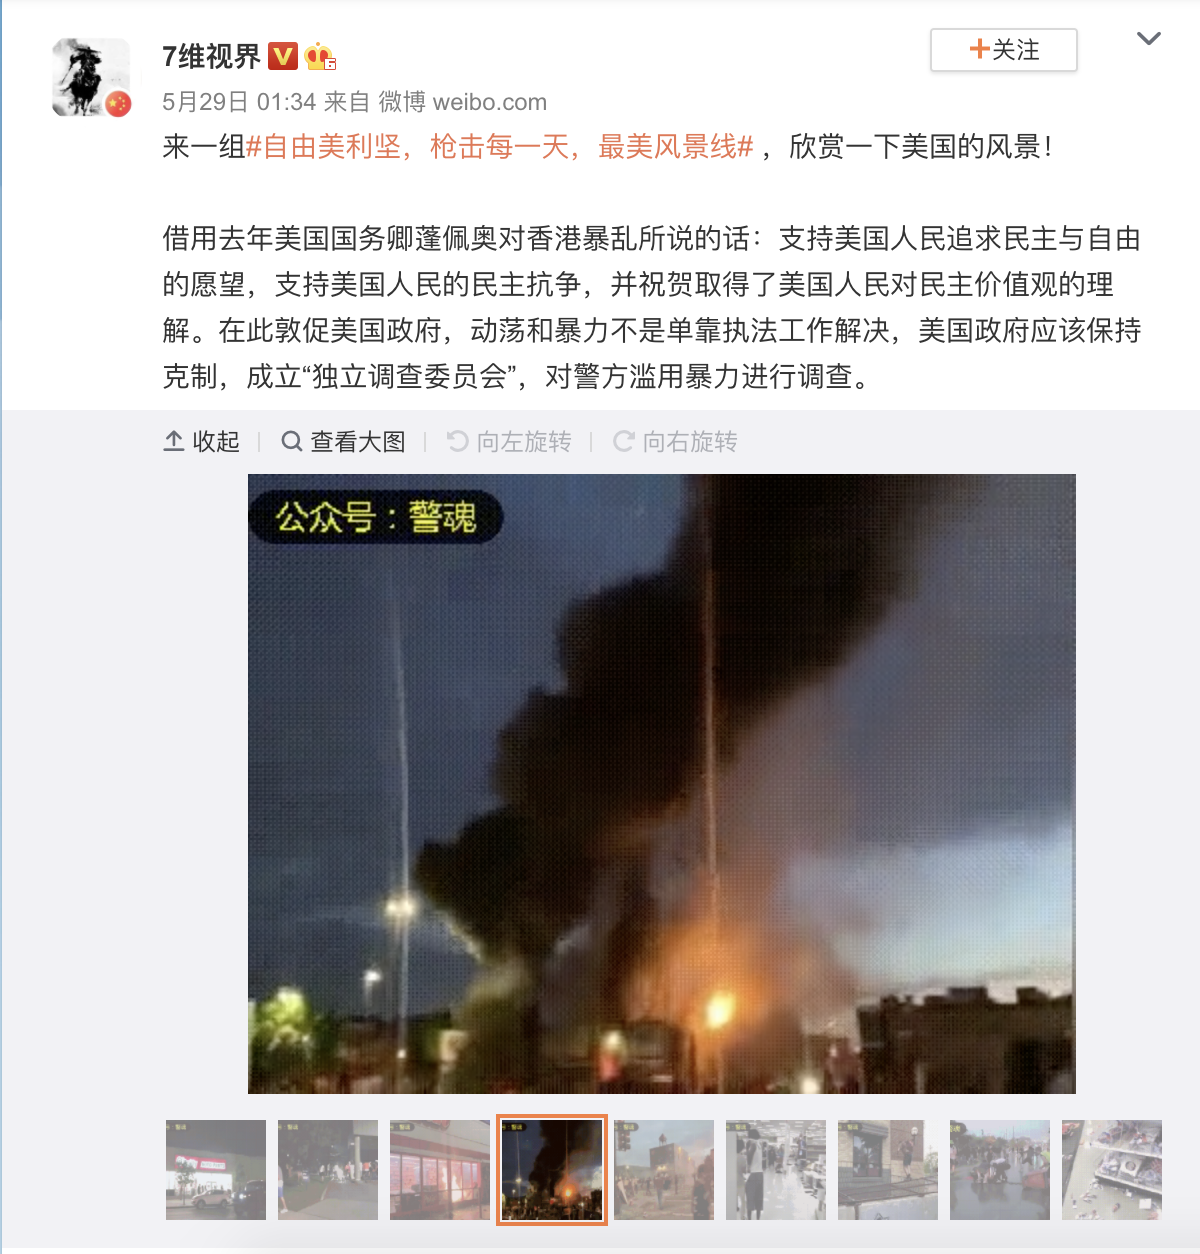 7维视界
+关注
5月29日 01:34 来自 微博 weibo.com
来一组#自由美利坚，枪击每一天，最美风景线# ，欣赏一下美国的风景！
借用去年美国国务卿蓬佩奥对香港暴乱所说的话：支持美国人民追求民主与自由
的愿望，支持美国人民的民主抗争，并祝贺取得了美国人民对民主价值观的理
解。在此敦促美国政府，动荡和暴力不是单靠执法工作解决，美国政府应该保持
克制，成立“独立调查委员会”，对警方滥用暴力进行调查。
收起 查看大图 向左旋转 向右旋转
公众号：警魂